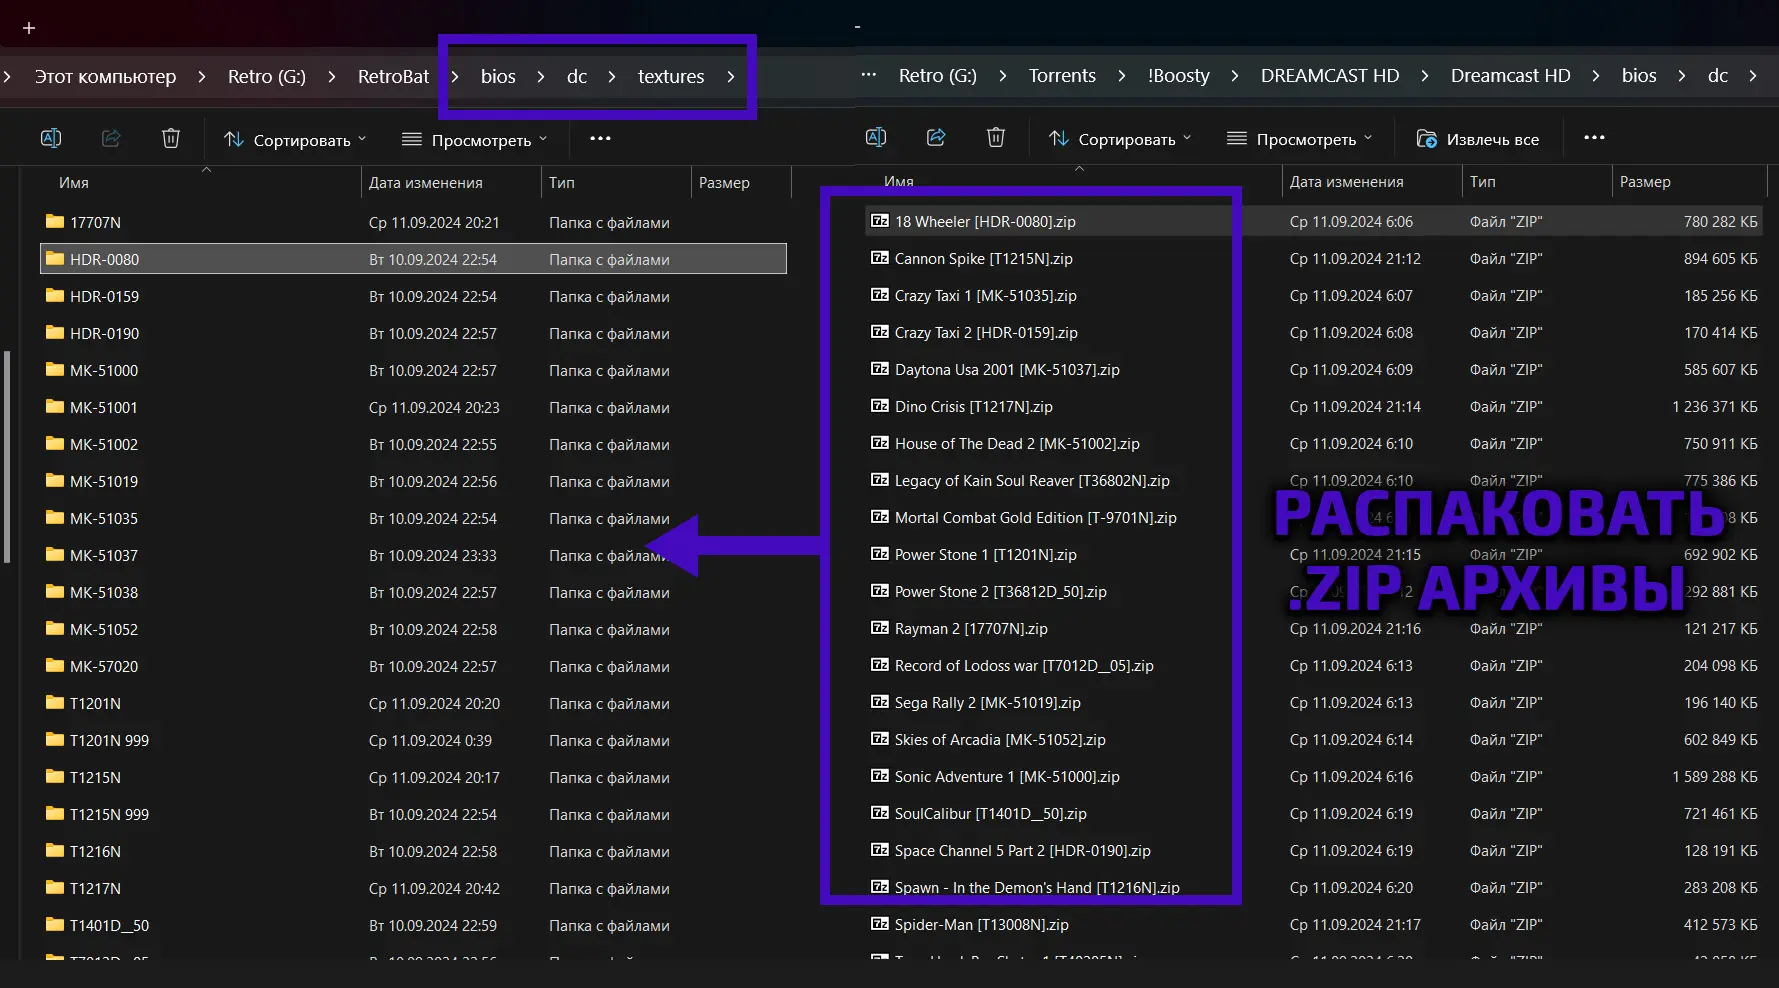 Этот компьютер > Retro (G:) > RetroBat > bios > dc > textures >
Сортировать Просмотреть
Имя Дата изменения Тип Размер
17707N Ср 11.09.2024 20:21 Папка с файлами
HDR-0080 Вт 10.09.2024 22:54 Папка с файлами
HDR-0159 Вт 10.09.2024 22:54 Папка с файлами
HDR-0190 Вт 10.09.2024 22:57 Папка с файлами
MK-51000 Вт 10.09.2024 22:57 Папка с файлами
MK-51001 Ср 11.09.2024 20:23 Папка с файлами
MK-51002 Вт 10.09.2024 22:55 Папка с файлами
MK-51019 Вт 10.09.2024 22:56 Папка с файлами
MK-51035 Вт 10.09.2024 22:54 Папка с файлами
MK-51037 Вт 10.09.2024 23:33 Папка с файлами
MK-51038 Вт 10.09.2024 22:57 Папка с файлами
MK-51052 Вт 10.09.2024 22:58 Папка с файлами
MK-57020 Вт 10.09.2024 22:57 Папка с файлами
T1201N Ср 11.09.2024 20:20 Папка с файлами
T1201N 999 Ср 11.09.2024 0:39 Папка с файлами
T1215N Ср 11.09.2024 20:17 Папка с файлами
T1215N 999 Вт 10.09.2024 22:54 Папка с файлами
T1216N Вт 10.09.2024 22:58 Папка с файлами
T1217N Ср 11.09.2024 20:42 Папка с файлами
T1401D__50 Вт 10.09.2024 22:59 Папка с файлами
··· Retro (G:) > Torrents > !Boosty > DREAMCAST HD > Dreamcast HD > bios > dc >
Сортировать Просмотреть Извлечь все
Имя Дата изменения Тип Размер
18 Wheeler [HDR-0080].zip Ср 11.09.2024 6:06 Файл "ZIP" 780 282 КБ
Cannon Spike [T1215N].zip Ср 11.09.2024 21:12 Файл "ZIP" 894 605 КБ
Crazy Taxi 1 [MK-51035].zip Ср 11.09.2024 6:07 Файл "ZIP" 185 256 КБ
Crazy Taxi 2 [HDR-0159].zip Ср 11.09.2024 6:08 Файл "ZIP" 170 414 КБ
Daytona Usa 2001 [MK-51037].zip Ср 11.09.2024 6:09 Файл "ZIP" 585 607 КБ
Dino Crisis [T1217N].zip Ср 11.09.2024 21:14 Файл "ZIP" 1 236 371 КБ
House of The Dead 2 [MK-51002].zip Ср 11.09.2024 6:10 Файл "ZIP" 750 911 КБ
Legacy of Kain Soul Reaver [T36802N].zip Ср 11.09.2024 6:10 Файл "ZIP" 775 386 КБ
Mortal Combat Gold Edition [T-9701N].zip КБ
Power Stone 1 [T1201N].zip Ср 11.09.2024 21:15 Файл "ZIP" 692 902 КБ
Power Stone 2 [T36812D_50].zip 292 881 КБ
Rayman 2 [17707N].zip Ср 11.09.2024 21:16 Файл "ZIP" 121 217 КБ
Record of Lodoss war [T7012D__05].zip Ср 11.09.2024 6:13 Файл "ZIP" 204 098 КБ
Sega Rally 2 [MK-51019].zip Ср 11.09.2024 6:13 Файл "ZIP" 196 140 КБ
Skies of Arcadia [MK-51052].zip Ср 11.09.2024 6:14 Файл "ZIP" 602 849 КБ
Sonic Adventure 1 [MK-51000].zip Ср 11.09.2024 6:16 Файл "ZIP" 1 589 288 КБ
SoulCalibur [T1401D__50].zip Ср 11.09.2024 6:19 Файл "ZIP" 721 461 КБ
Space Channel 5 Part 2 [HDR-0190].zip Ср 11.09.2024 6:19 Файл "ZIP" 128 191 КБ
Spawn - In the Demon's Hand [T1216N].zip Ср 11.09.2024 6:20 Файл "ZIP" 283 208 КБ
Spider-Man [T13008N].zip Ср 11.09.2024 21:17 Файл "ZIP" 412 573 КБ
РАСПАКОВАТЬ
.ZIP АРХИВЫ